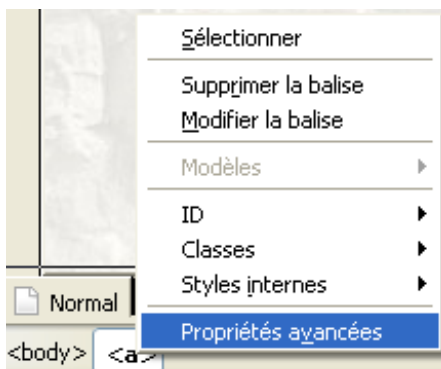 Sélectionner
Supprimer la balise
Modifier la balise
Modèles
ID
Classes
Styles internes
Propriétés avancées
Normal
<body> <a>